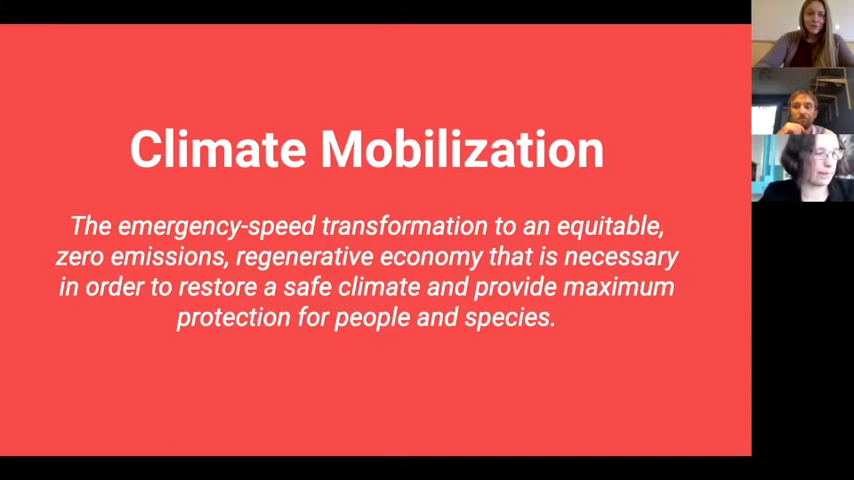 Climate Mobilization
The emergency-speed transformation to an equitable,
zero emissions, regenerative economy that is necessary
in order to restore a safe climate and provide maximum
protection for people and species.